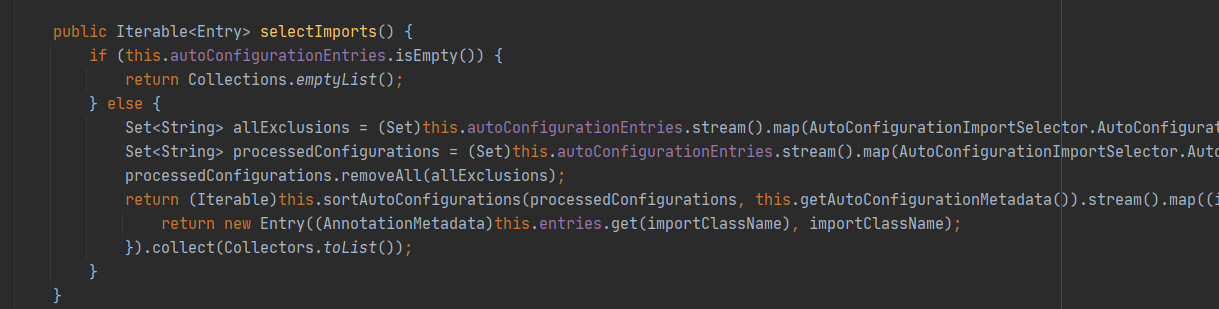 public Iterable<Entry> selectImports() {
if (this.autoConfigurationEntries.isEmpty()) {
return Collections.emptyList();
} else {
Set<String> allExclusions = (Set)this.autoConfigurationEntries.stream().map(AutoConfigurationImportSelector.AutoConfigurat
Set<String> processedConfigurations = (Set)this.autoConfigurationEntries.stream().map(AutoConfigurationImportSelector.Auto
processedConfigurations.removeAll(allExclusions);
return (Iterable)this.sortAutoConfigurations(processedConfigurations, this.getAutoConfigurationMetadata()).stream().map((i
return new Entry((AnnotationMetadata)this.entries.get(importClassName), importClassName);
}).collect(Collectors.toList());
}
}